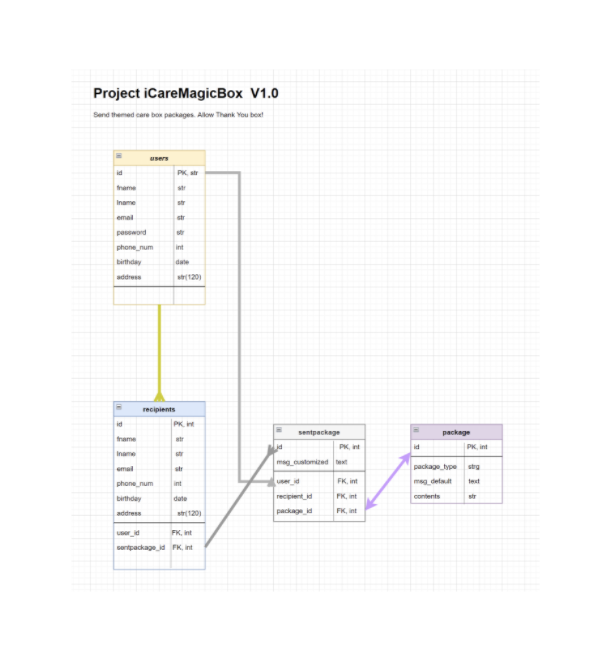 Project iCareMagicBox V1.0
Send themed care box packages. Allow Thank You box!
users
id PK, str
fname str
lname str
email str
password str
phone_num int
birthday date
address str(120)
recipients
id PK, int
fname str
lname str
email str
phone_num int
birthday date
address str(120)
user_id FK, int
sentpackage_id FK, int
sentpackage
id PK, int
msg_customized text
user_id FK, int
recipient_id FK, int
package_id FK, int
package
id PK, int
package_type strg
msg_default text
contents str